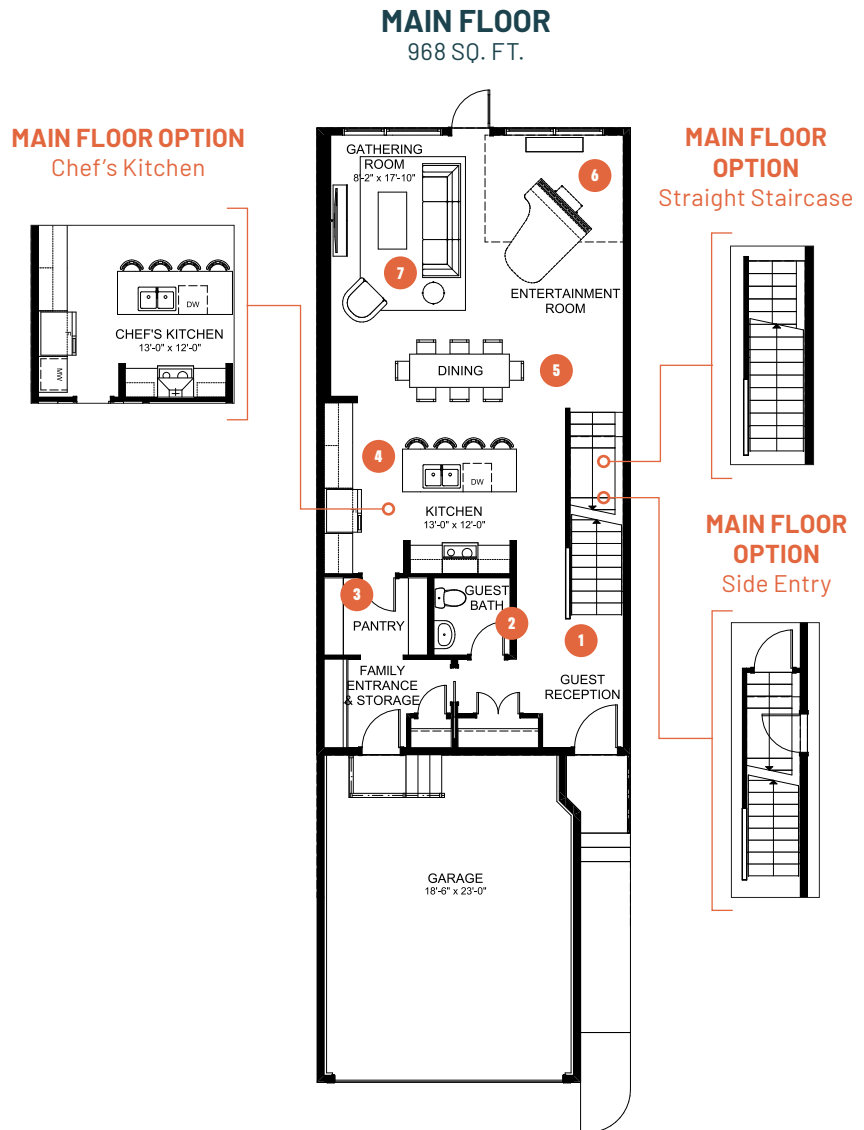 MAIN FLOOR
968 SQ. FT.
MAIN FLOOR OPTION
Chef's Kitchen
DW
CHEF'S KITCHEN
13'-0" x 12'-0"
MW
GATHERING
ROOM
8'-2" x 17'-10"
6
7
ENTERTAINMENT
ROOM
DINING
5
4
DW
KITCHEN
13'-0" x 12'-0"
3
PANTRY
GUEST
BATH
2
1
FAMILY
ENTRANCE
& STORAGE
GUEST
RECEPTION
GARAGE
18'-6" x 23'-0"
MAIN FLOOR
OPTION
Straight Staircase
MAIN FLOOR
OPTION
Side Entry